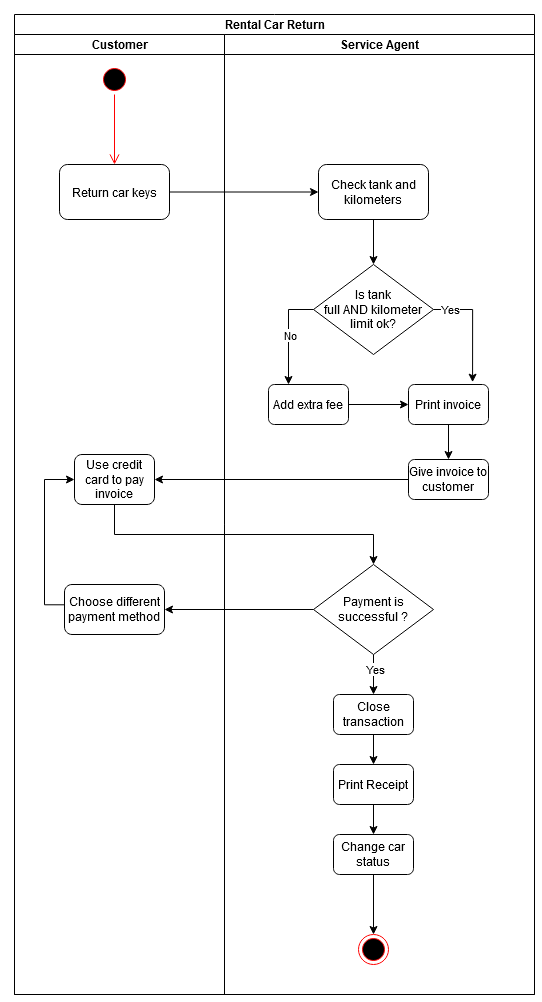 Rental Car Return
Customer
Service Agent
Return car keys
Check tank and
kilometers
Is tank
full AND kilometer
limit ok?
Yes
No
Add extra fee
Print invoice
Use credit
card to pay
invoice
Give invoice to
customer
Choose different
payment method
Payment is
successful ?
Yes
Close
transaction
Print Receipt
Change car
status